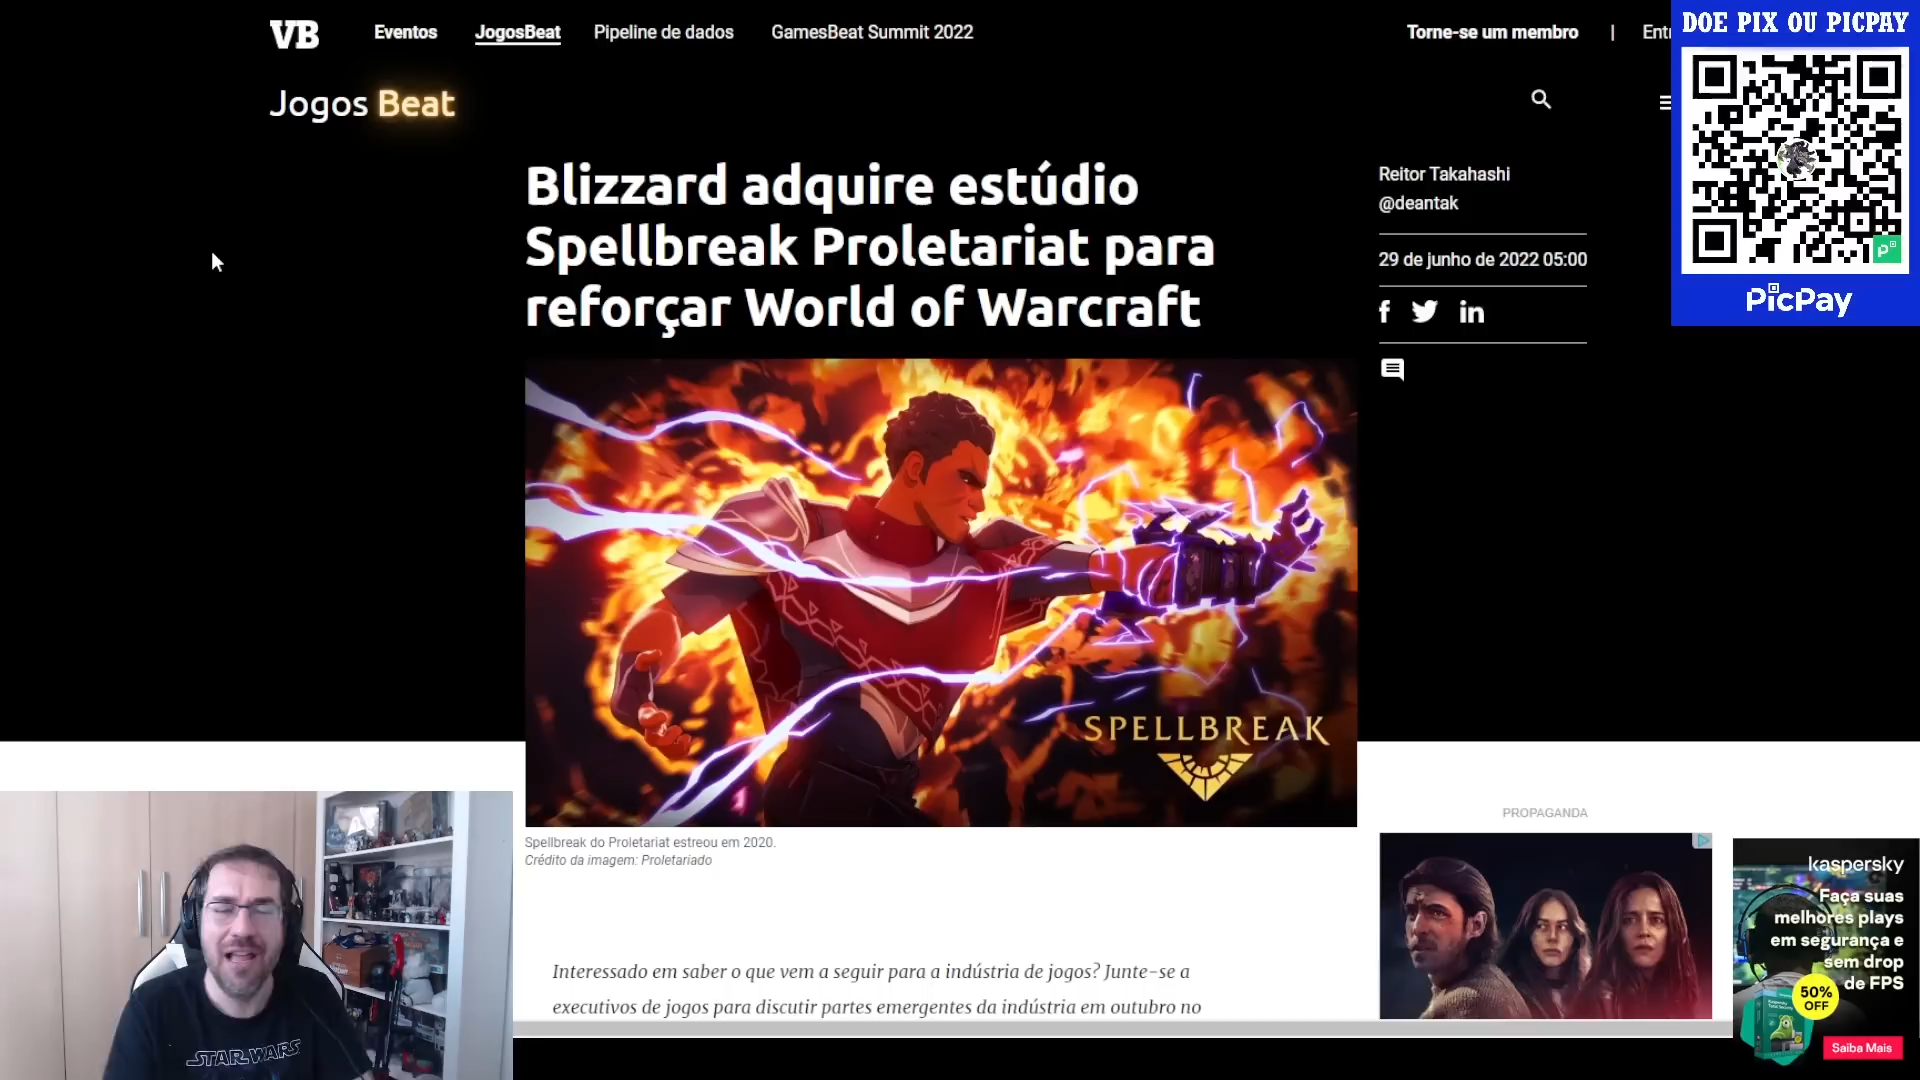 VB
Eventos
JogosBeat
Pipeline de dados
GamesBeat Summit 2022
Torne-se um membro
|
DOE PIX OU PICPAY
PicPay
Jogos Beat
Blizzard adquire estúdio
Spellbreak Proletariat para
reforçar World of Warcraft
Reitor Takahashi
@deantak
29 de junho de 2022 05:00
SPELLBREAK
Spellbreak do Proletariat estreou em 2020.
Crédito da imagem: Proletariado
Interessado em saber o que vem a seguir para a indústria de jogos? Junte-se a
executivos de jogos para discutir partes emergentes da indústria em outubro no
PROPAGANDA
kaspersky
Faça suas
melhores plays
em segurança e
sem drop
de FPS
50%
OFF
Saiba Mais
STAR WARS